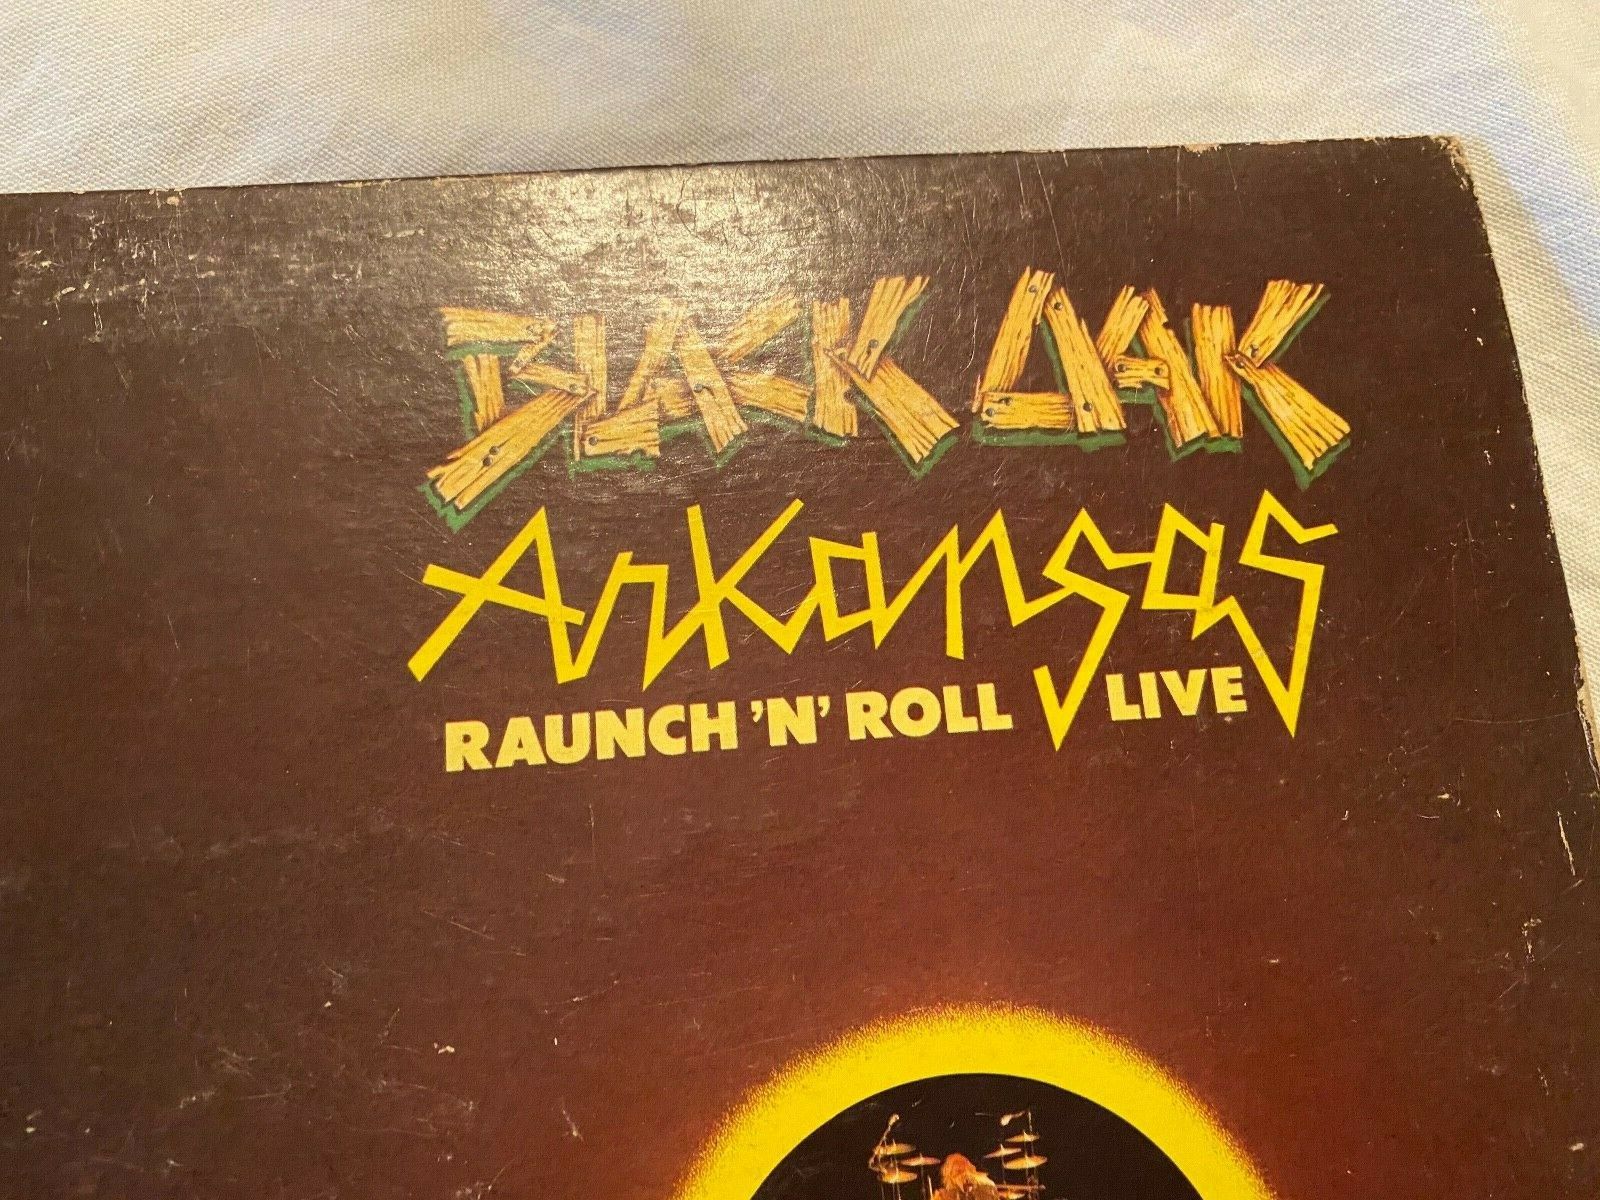 BLACK OAK
Arkansas
RAUNCH 'N' ROLL LIVE